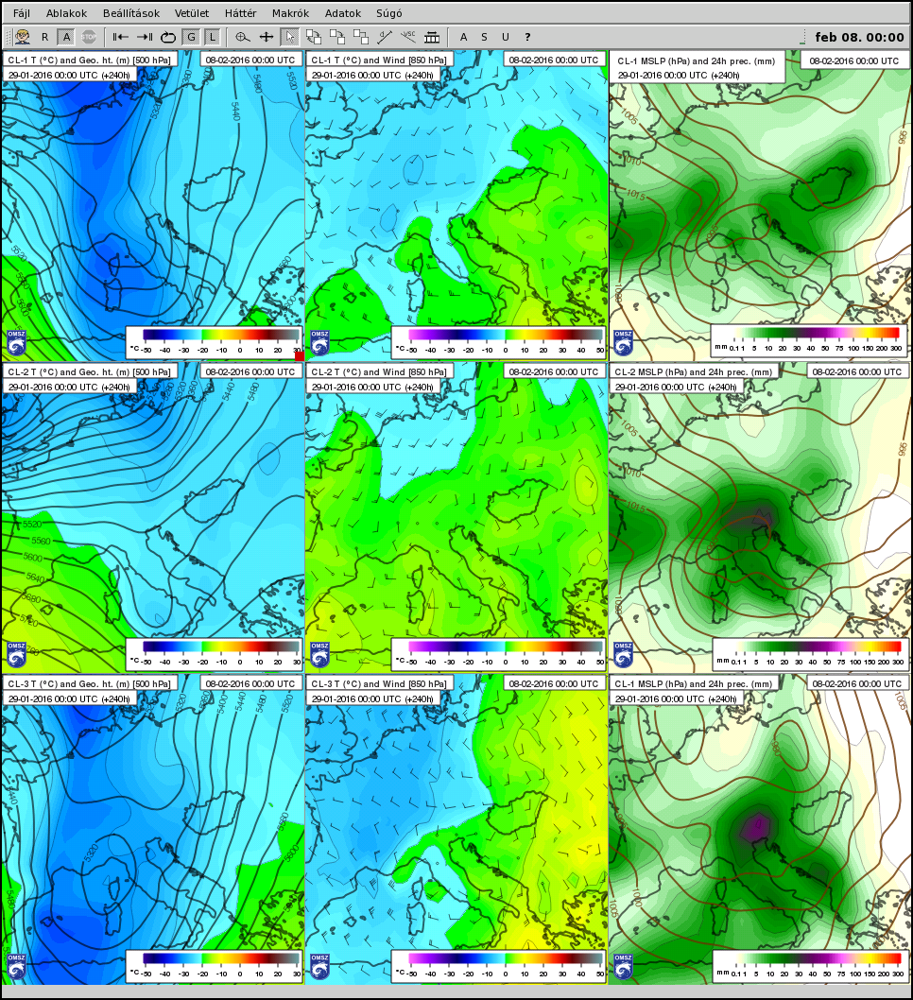 Fájl Ablakok Beállítások Vetület Háttér Makrók Adatok Súgó
R A STOP G L VSC A S U ? feb 08. 00:00
CL-1 T (°C) and Geo. ht. (m) [500 hPa] 08-02-2016 00:00 UTC
29-01-2016 00:00 UTC (+240h)
CL-1 T (°C) and Wind [850 hPa] 08-02-2016 00:00 UTC
29-01-2016 00:00 UTC (+240h)
CL-1 MSLP (hPa) and 24h prec. (mm) 08-02-2016 00:00 UTC
29-01-2016 00:00 UTC (+240h)
5440
1005
1010
1015
995
OMSZ
°C -50 -40 -30 -20 -10 0 10 20 30
OMSZ
°C -50 -40 -30 -20 -10 0 10 20 30 40 50
OMSZ
mm 0.1 1 5 10 20 30 40 50 75 100 150 200 300
CL-2 T (°C) and Geo. ht. (m) [500 hPa] 08-02-2016 00:00 UTC
29-01-2016 00:00 UTC (+240h)
CL-2 T (°C) and Wind [850 hPa] 08-02-2016 00:00 UTC
29-01-2016 00:00 UTC (+240h)
CL-2 MSLP (hPa) and 24h prec. (mm) 08-02-2016 00:00 UTC
29-01-2016 00:00 UTC (+240h)
5320
5360
5440
5480
5520
5560
5600
5640
5680
1005
1010
1015
995
OMSZ
°C -50 -40 -30 -20 -10 0 10 20 30
OMSZ
°C -50 -40 -30 -20 -10 0 10 20 30 40 50
OMSZ
mm 0.1 1 5 10 20 30 40 50 75 100 150 200 300
CL-3 T (°C) and Geo. ht. (m) [500 hPa] 08-02-2016 00:00 UTC
29-01-2016 00:00 UTC (+240h)
CL-3 T (°C) and Wind [850 hPa] 08-02-2016 00:00 UTC
29-01-2016 00:00 UTC (+240h)
CL-1 MSLP (hPa) and 24h prec. (mm) 08-02-2016 00:00 UTC
29-01-2016 00:00 UTC (+240h)
5320
5360
5400
5440
5480
5520
5440
5320
5560
5600
1005
1000
1005
OMSZ
°C -50 -40 -30 -20 -10 0 10 20 30
OMSZ
°C -50 -40 -30 -20 -10 0 10 20 30 40 50
OMSZ
mm 0.1 1 5 10 20 30 40 50 75 100 150 200 300